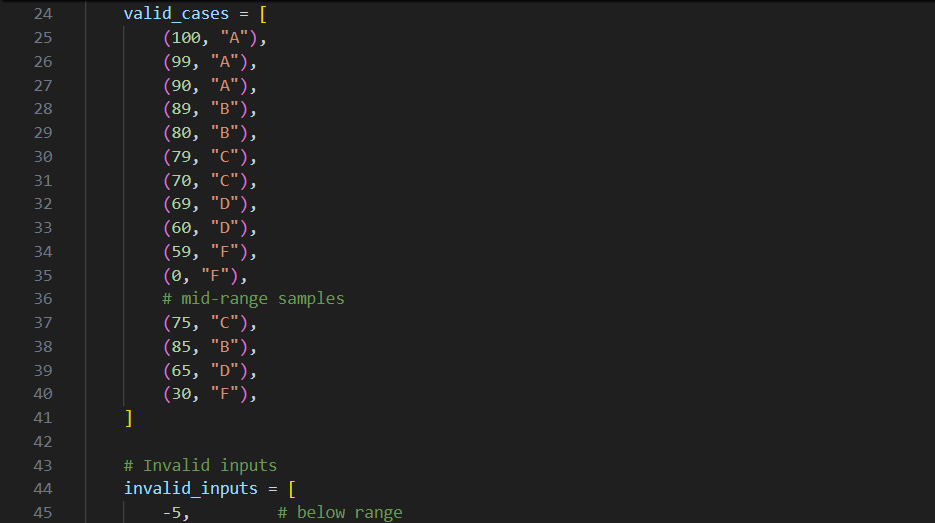 24    valid_cases = [
25        (100, "A"),
26        (99, "A"),
27        (90, "A"),
28        (89, "B"),
29        (80, "B"),
30        (79, "C"),
31        (70, "C"),
32        (69, "D"),
33        (60, "D"),
34        (59, "F"),
35        (0, "F"),
36        # mid-range samples
37        (75, "C"),
38        (85, "B"),
39        (65, "D"),
40        (30, "F"),
41    ]
42
43    # Invalid inputs
44    invalid_inputs = [
45        -5,         # below range